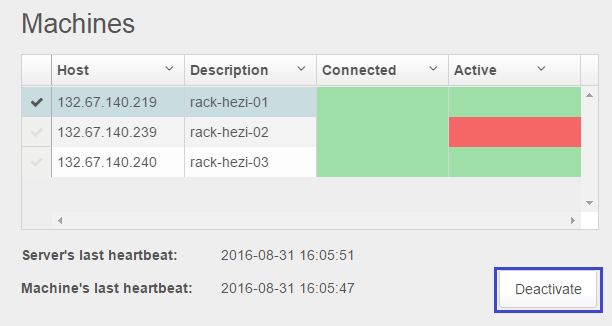 Machines
Host Description Connected Active
132.67.140.219 rack-hezi-01
132.67.140.239 rack-hezi-02
132.67.140.240 rack-hezi-03
Server's last heartbeat: 2016-08-31 16:05:51
Machine's last heartbeat: 2016-08-31 16:05:47
Deactivate